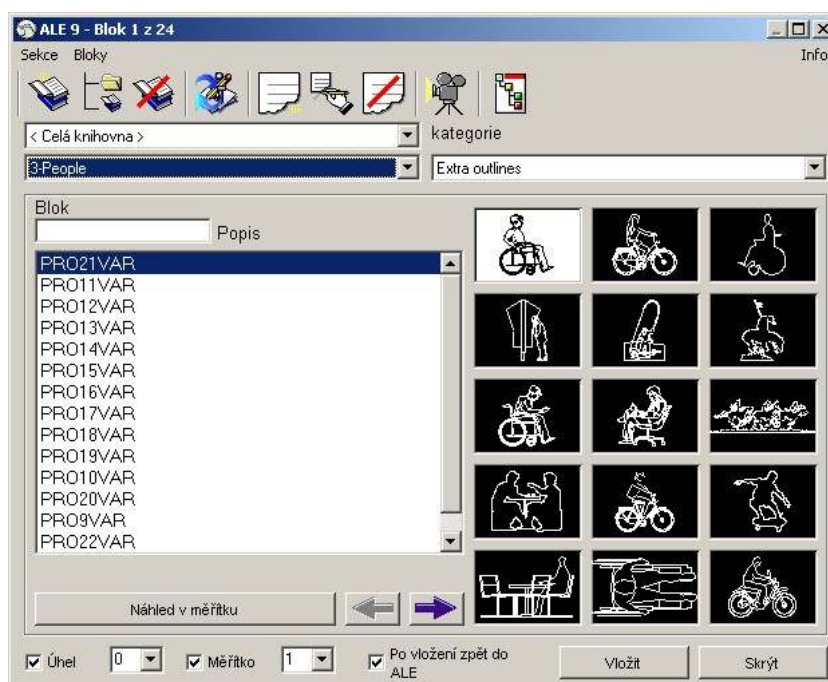 ALE 9 - Blok 1 z 24
Sekce Bloky Info
< Celá knihovna > kategorie
3-People Extra outlines
Blok
Popis
PRO21VAR
PRO11VAR
PRO12VAR
PRO13VAR
PRO14VAR
PRO15VAR
PRO16VAR
PRO17VAR
PRO18VAR
PRO19VAR
PRO10VAR
PRO20VAR
PRO9VAR
PRO22VAR
Náhled v měřítku
Úhel 0 Měřítko 1 Po vložení zpět do
ALE Vložit Skrýt